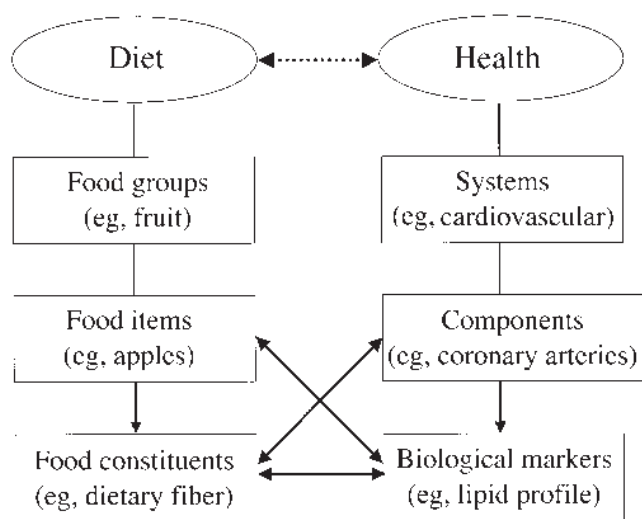 Diet
Health
Food groups
(eg, fruit)
Systems
(eg, cardiovascular)
Food items
(eg, apples)
Components
(eg, coronary arteries)
Food constituents
(eg, dietary fiber)
Biological markers
(eg, lipid profile)